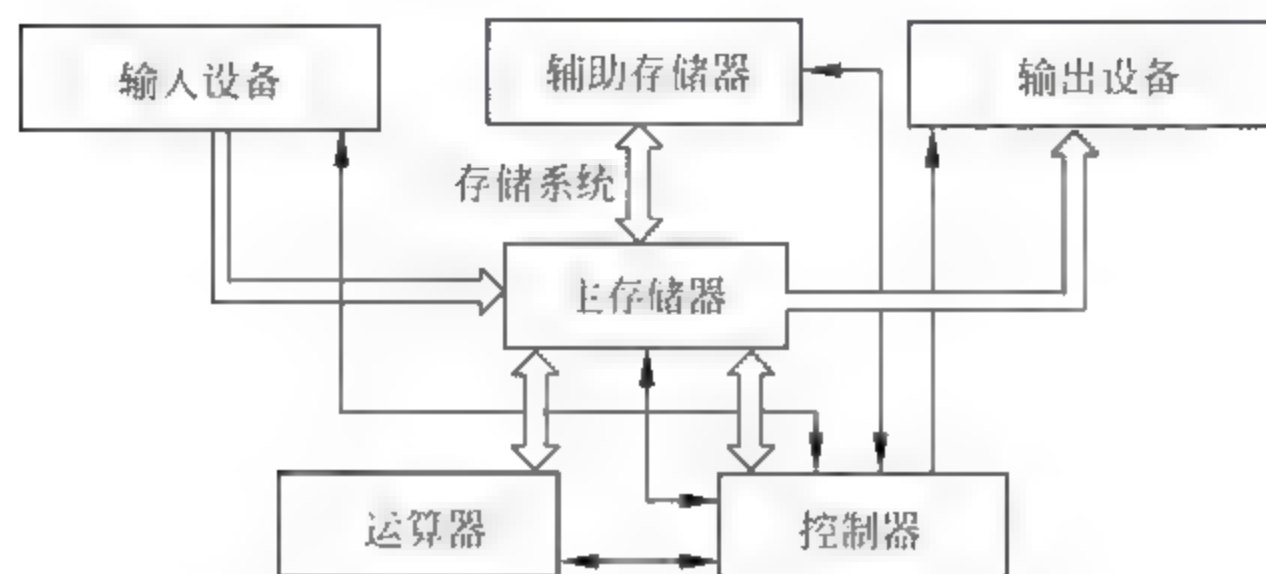 输入设备
辅助存储器
输出设备
存储系统
主存储器
运算器
控制器